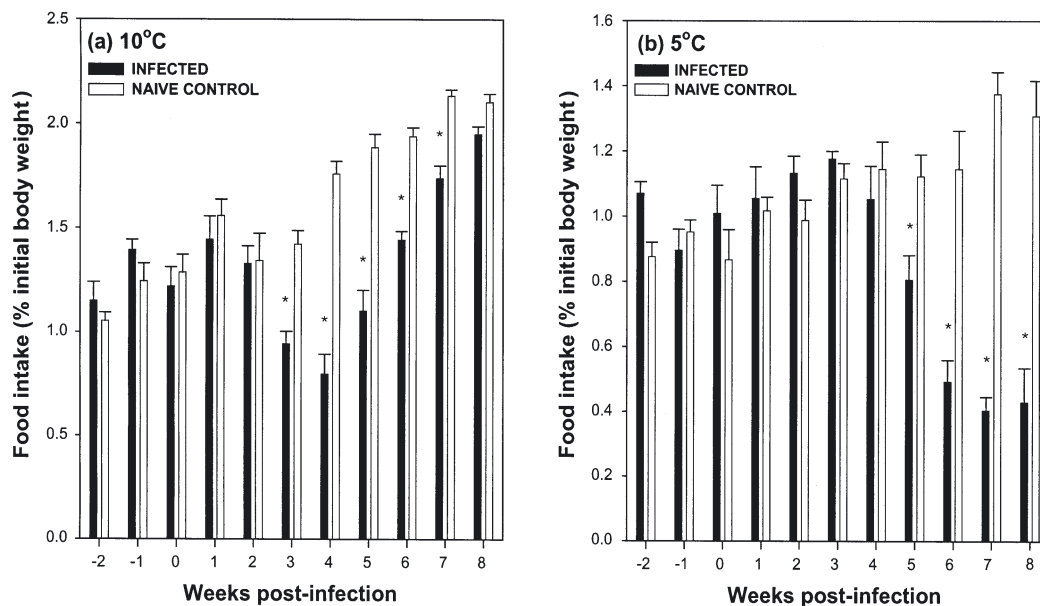 (a) 10°C
INFECTED
NAIVE CONTROL
Food intake (% initial body weight)
2.5
2.0
1.5
1.0
0.5
0.0
* * * * *
-2 -1 0 1 2 3 4 5 6 7 8
Weeks post-infection
(b) 5°C
INFECTED
NAIVE CONTROL
Food intake (% initial body weight)
1.6
1.4
1.2
1.0
0.8
0.6
0.4
0.2
0.0
* * * *
-2 -1 0 1 2 3 4 5 6 7 8
Weeks post-infection